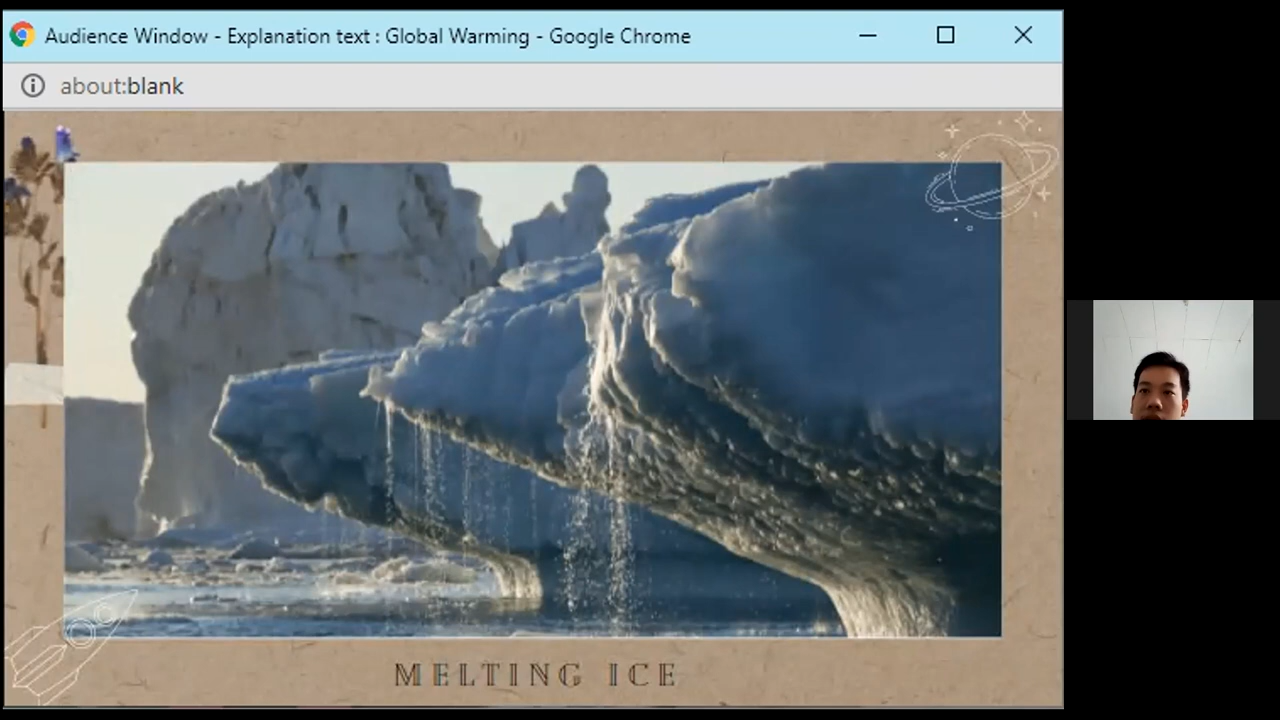 Audience Window - Explanation text : Global Warming - Google Chrome
about:blank
MELTING ICE